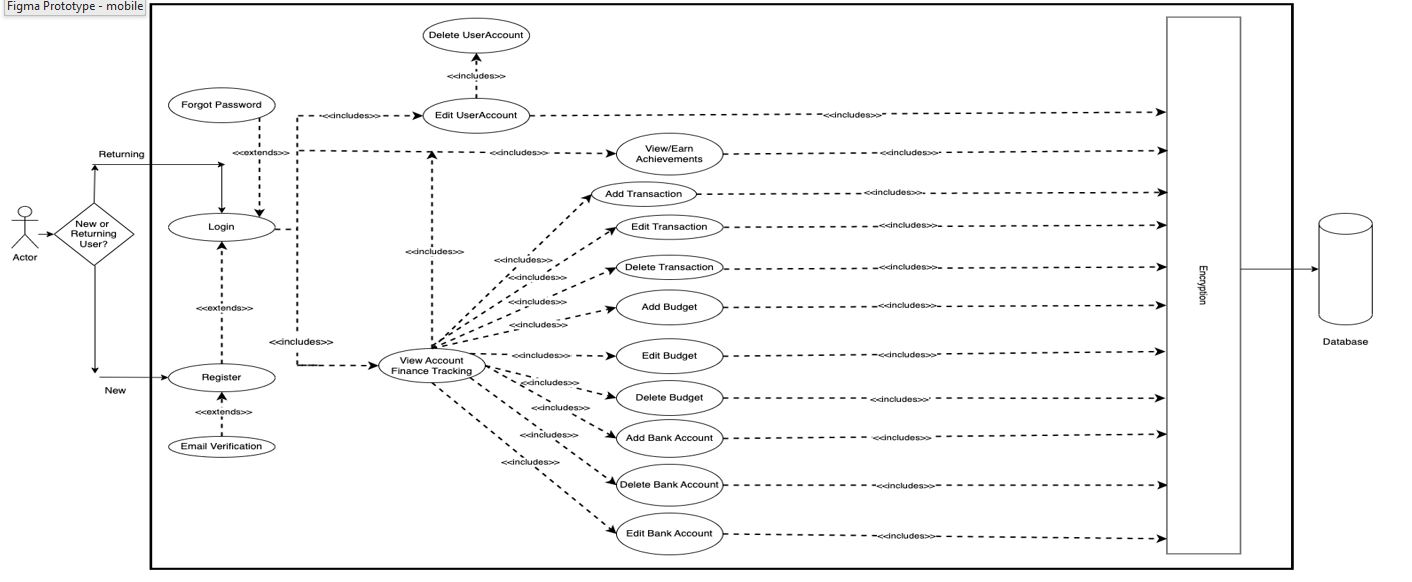 Figma Prototype - mobile
Delete UserAccount
<<includes>>
Forgot Password
<<includes>>
Edit UserAccount
<<includes>>
Returning
<<extends>>
<<includes>>
View/Earn
Achievements
<<includes>>
Add Transaction
<<includes>>
New or
Returning
User?
Actor
Login
Edit Transaction
<<includes>>
<<includes>>
<<includes>>
<<includes>>
Delete Transaction
<<includes>>
Encryption
<<includes>>
<<extends>>
Add Budget
<<includes>>
<<includes>>
<<includes>>
Database
View Account
Finance Tracking
<<includes>>
Edit Budget
<<includes>>
New
Register
<<includes>>
Delete Budget
<<includes>>
<<extends>>
<<includes>>
Email Verification
<<includes>>
Add Bank Account
<<includes>>
<<includes>>
Delete Bank Account
<<includes>>
Edit Bank Account
<<includes>>